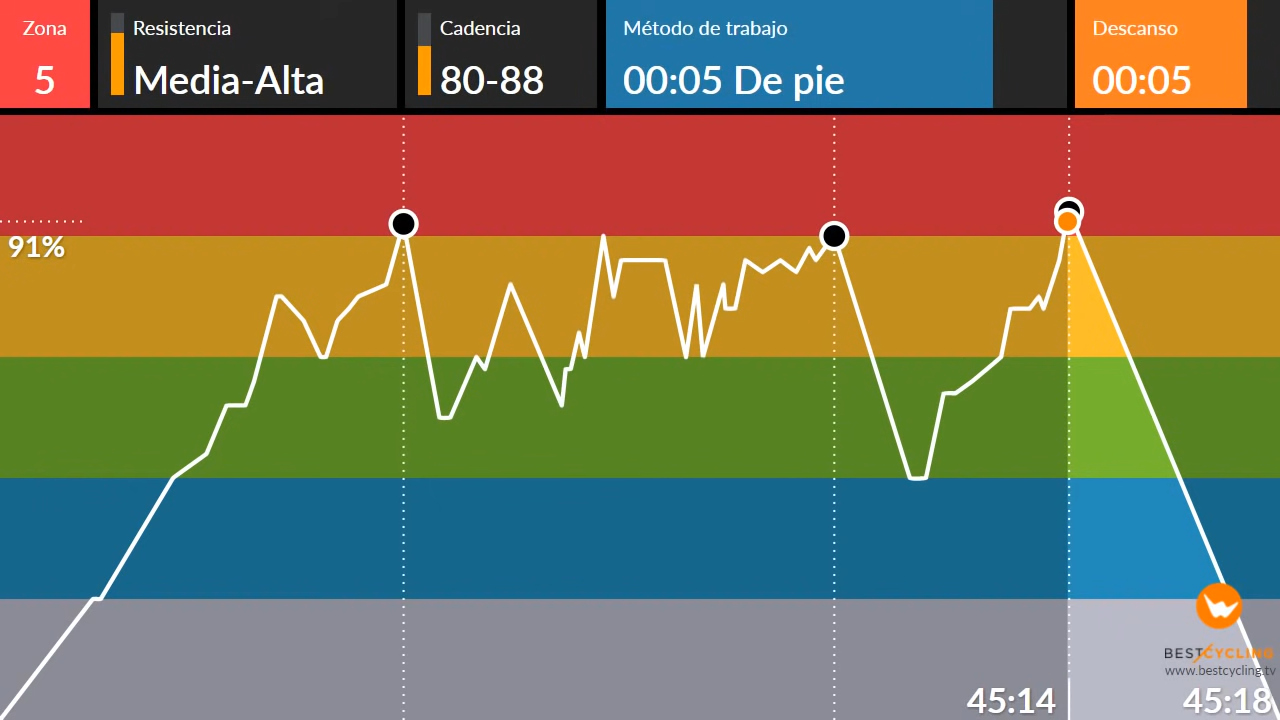 Zona
5
Resistencia
Media-Alta
Cadencia
80-88
Método de trabajo
00:05 De pie
Descanso
00:05
91%
BESTCYCLING
www.bestcycling.tv
45:14
45:18